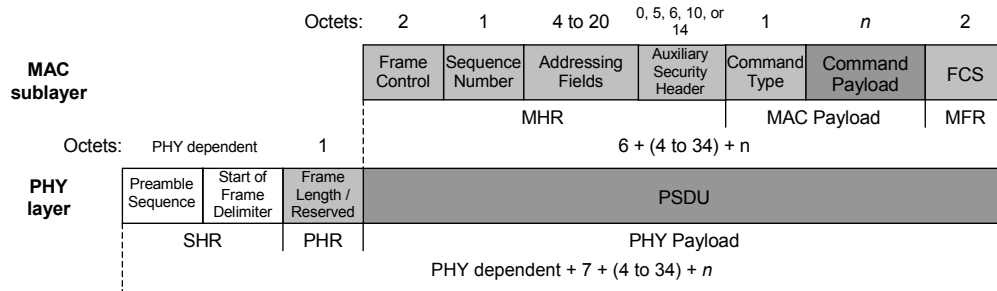 Octets: 2 1 4 to 20 0, 5, 6, 10, or 14 1 n 2
MAC sublayer
Frame Control
Sequence Number
Addressing Fields
Auxiliary Security Header
Command Type
Command Payload
FCS
MHR MAC Payload MFR
Octets: PHY dependent 1 6 + (4 to 34) + n
PHY layer
Preamble Sequence
Start of Frame Delimiter
Frame Length / Reserved
PSDU
SHR PHR PHY Payload
PHY dependent + 7 + (4 to 34) + n